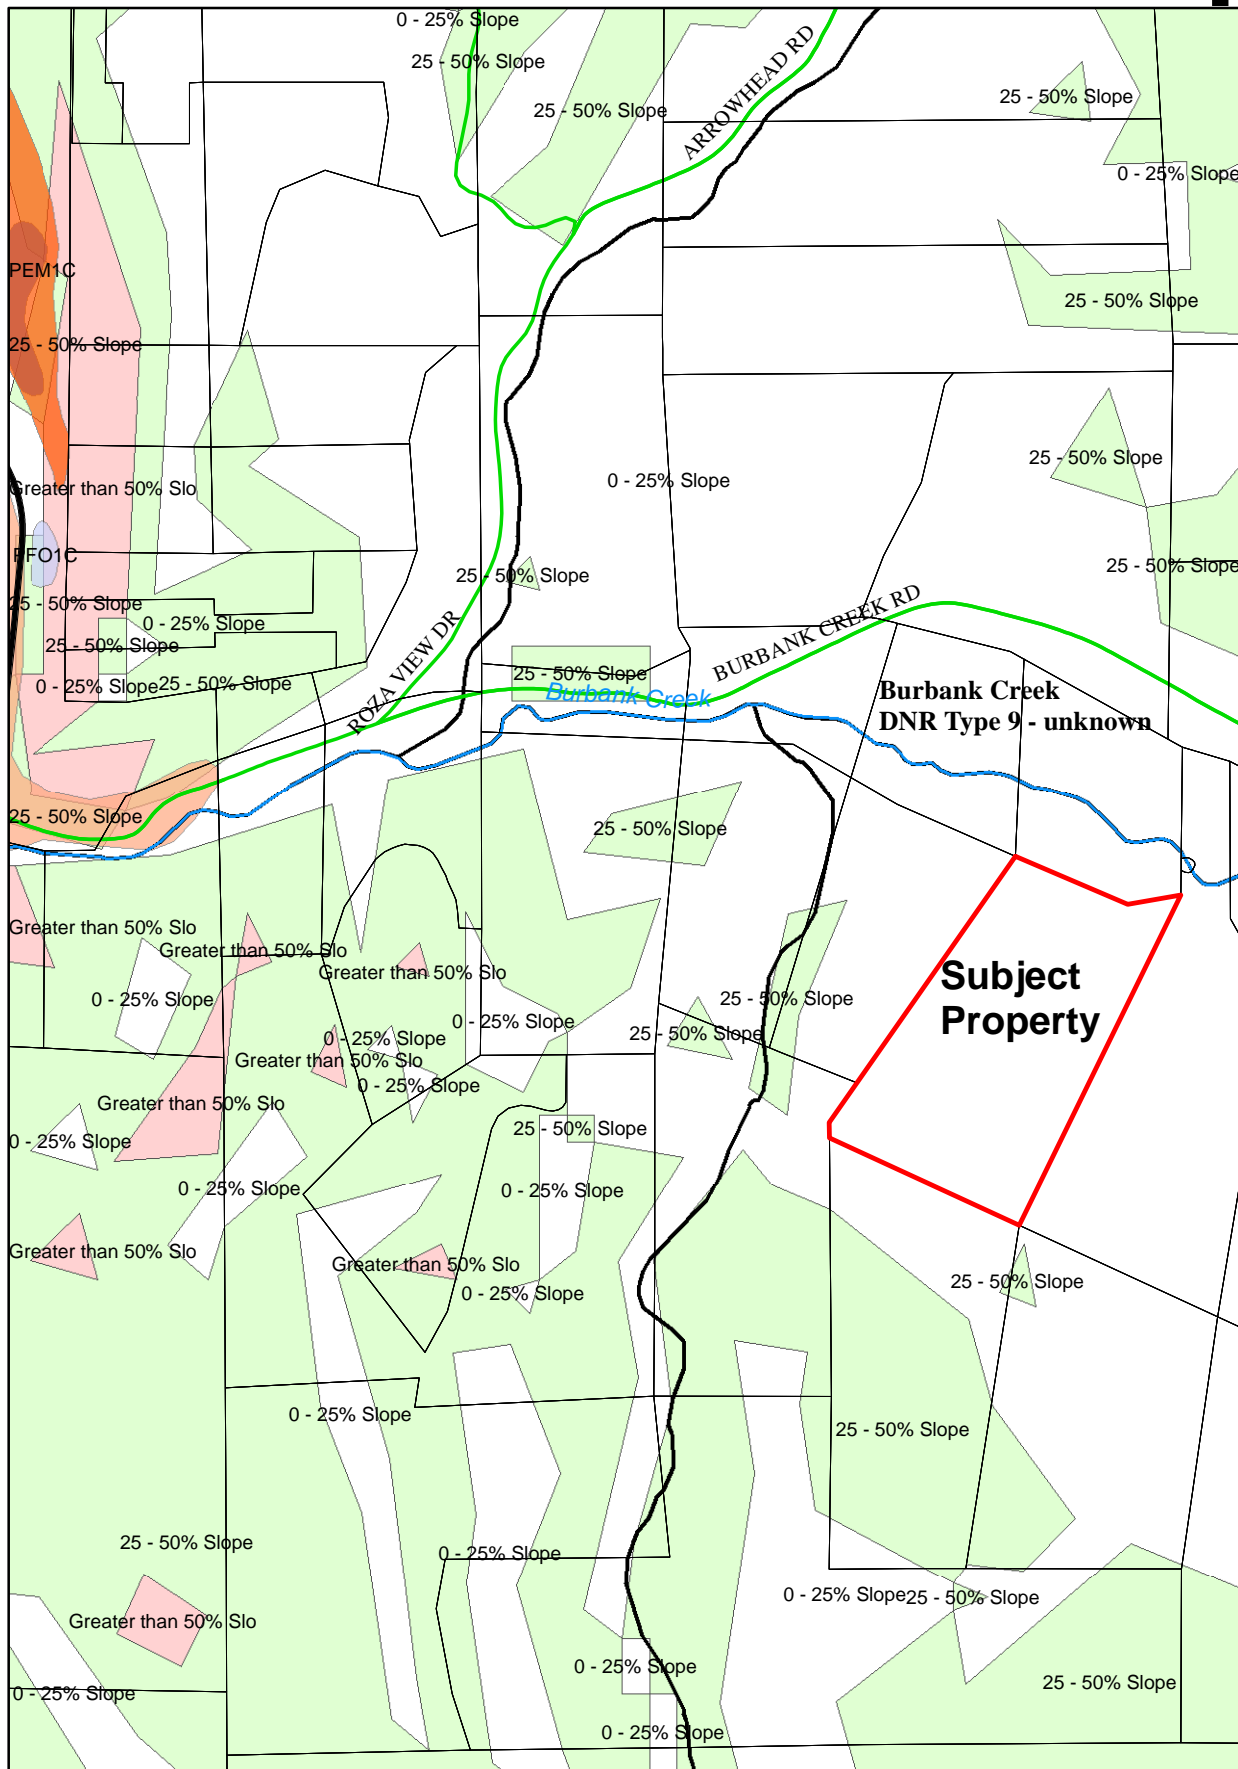 0 - 25% Slope
25 - 50% Slope
25 - 50% Slope
ARROWHEAD RD
25 - 50% Slope
0 - 25% Slope
PEM1C
25 - 50% Slope
25 - 50% Slope
25 - 50% Slope
0 - 25% Slope
Greater than 50% Slo
PFO1C
25 - 50% Slope
25 - 50% Slope
25 - 50% Slope
0 - 25% Slope
25 - 50% Slope
0 - 25% Slope
25 - 50% Slope
ROZA VIEW DR
25 - 50% Slope
Burbank Creek
BURBANK CREEK RD
Burbank Creek
DNR Type 9 - unknown
25 - 50% Slope
25 - 50% Slope
Greater than 50% Slo
Greater than 50% Slo
Greater than 50% Slo
Subject
Property
0 - 25% Slope
25 - 50% Slope
0 - 25% Slope
25 - 50% Slope
0 - 25% Slope
Greater than 50% Slo
0 - 25% Slope
Greater than 50% Slo
25 - 50% Slope
0 - 25% Slope
0 - 25% Slope
0 - 25% Slope
Greater than 50% Slo
Greater than 50% Slo
25 - 50% Slope
0 - 25% Slope
0 - 25% Slope
25 - 50% Slope
25 - 50% Slope
0 - 25% Slope
0 - 25% Slope
25 - 50% Slope
Greater than 50% Slo
0 - 25% Slope
25 - 50% Slope
0 - 25% Slope
0 - 25% Slope